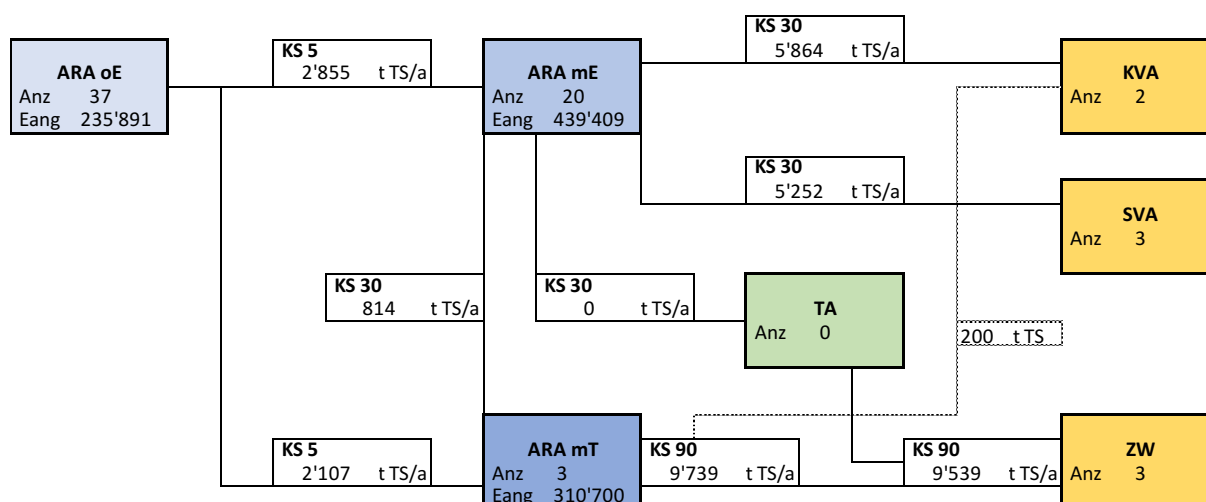 KS 30
5'864 t TS/a
KS 5
2'855 t TS/a
ARA oE
Anz 37
Eang 235'891
ARA mE
Anz 20
Eang 439'409
KVA
Anz 2
KS 30
5'252 t TS/a
SVA
Anz 3
KS 30
814 t TS/a
KS 30
0 t TS/a
TA
Anz 0
200 t TS
KS 5
2'107 t TS/a
ARA mT
Anz 3
Eang 310'700
KS 90
9'739 t TS/a
KS 90
9'539 t TS/a
ZW
Anz 3